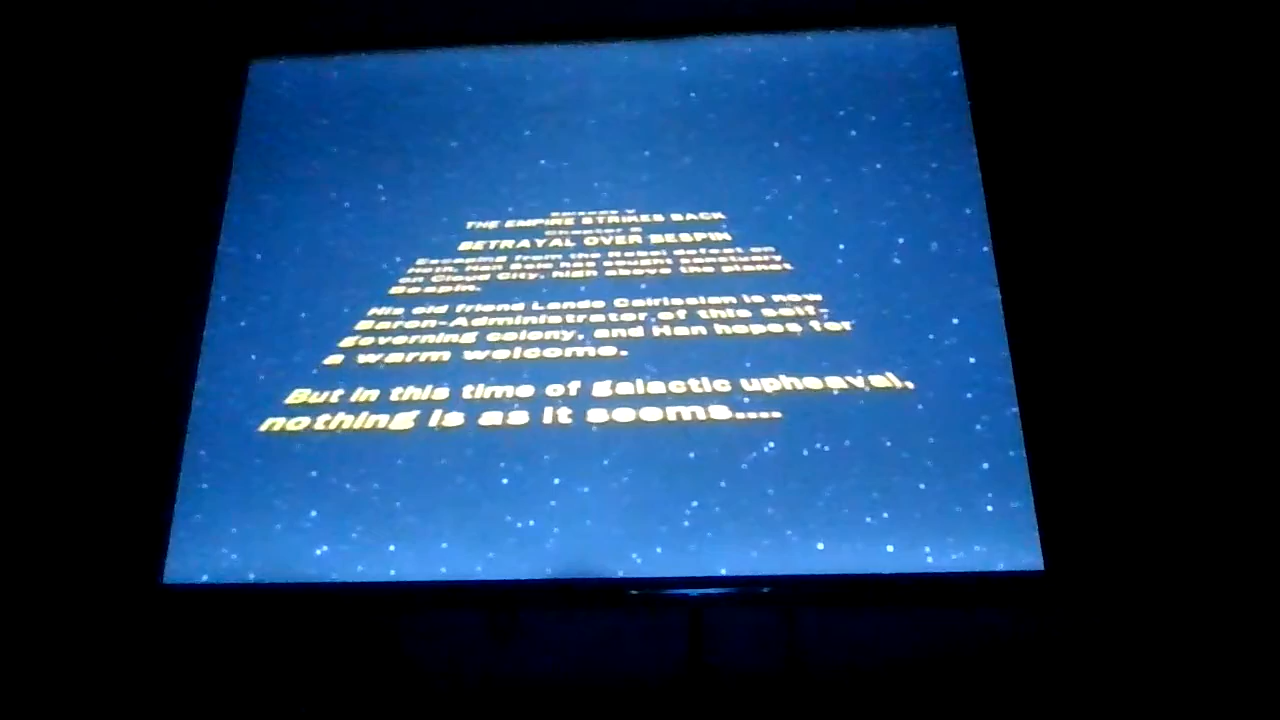 Episode V
THE EMPIRE STRIKES BACK
Chapter
BETRAYAL OVER BESPIN
Escaping from the Rebel defeat on
Hoth, Han Solo has sought sanctuary
on Cloud City, high above the planet
Bespin.
His old friend Lando Calrissian is now
Baron-Administrator of this self-
governing colony, and Han hopes for
a warm welcome.
But in this time of galactic upheaval,
nothing is as it seems....